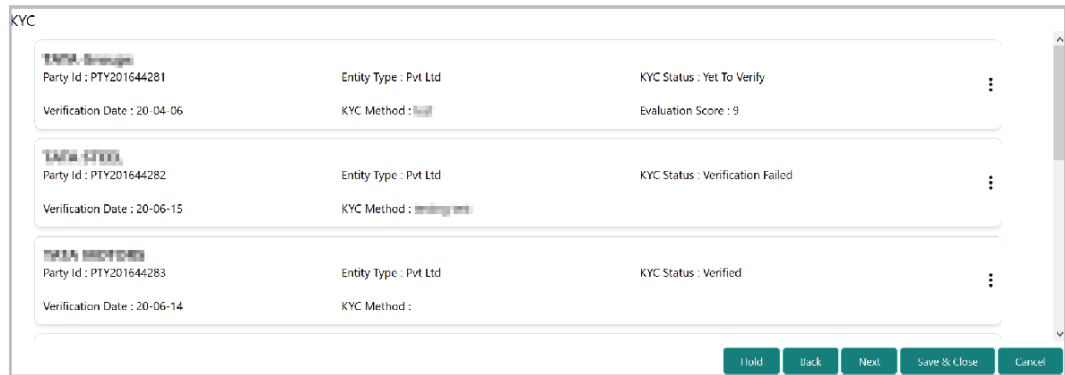 KYC
Party Id : PTY201644281 Entity Type : Pvt Ltd KYC Status : Yet To Verify
Verification Date : 20-04-06 KYC Method : Evaluation Score : 9
Party Id : PTY201644282 Entity Type : Pvt Ltd KYC Status : Verification Failed
Verification Date : 20-06-15 KYC Method :
Party Id : PTY201644283 Entity Type : Pvt Ltd KYC Status : Verified
Verification Date : 20-06-14 KYC Method :
Hold Back Next Save & Close Cancel